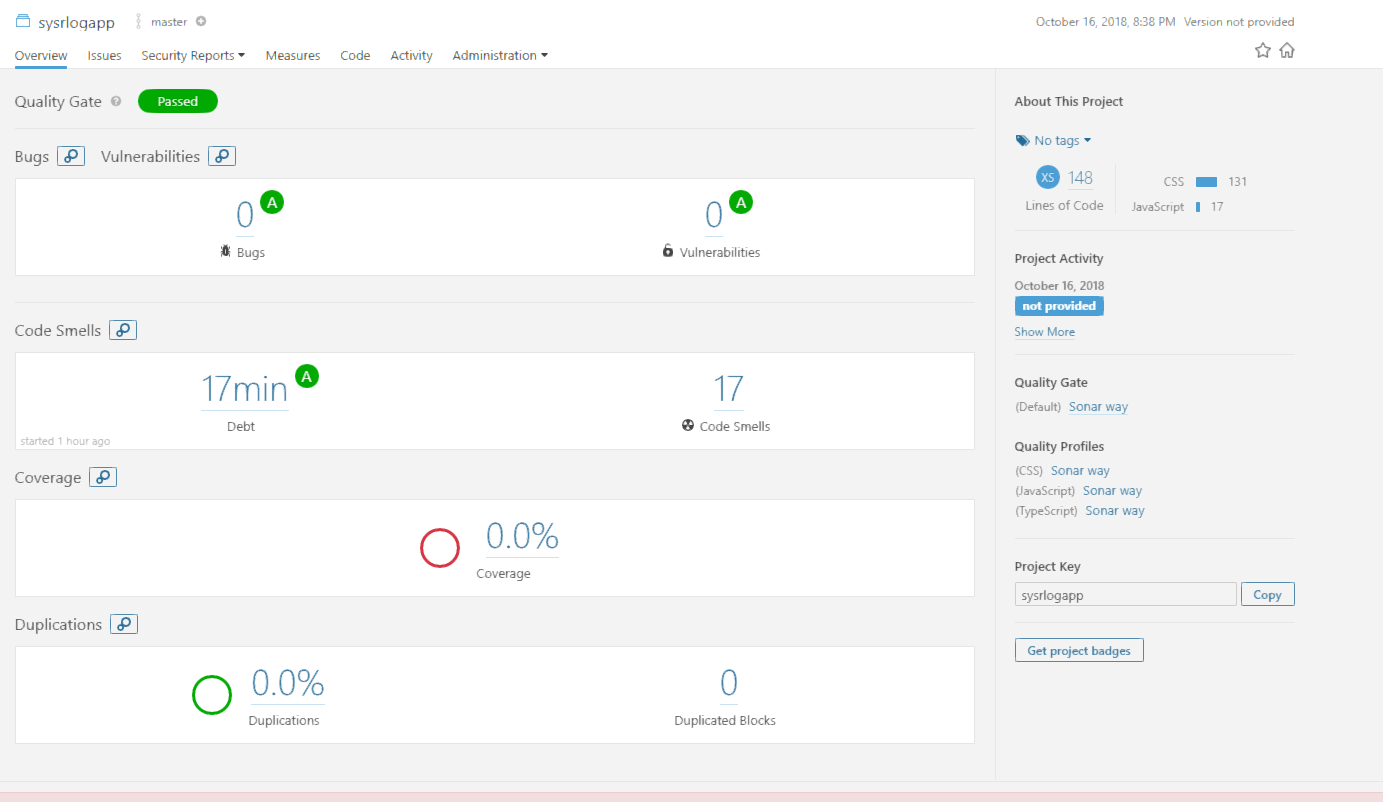 sysrlogapp master October 16, 2018, 8:38 PM Version not provided
Overview Issues Security Reports Measures Code Activity Administration
Quality Gate ? Passed
Bugs Vulnerabilities
0 A 0 A
Bugs Vulnerabilities
Code Smells
17min A 17
Debt Code Smells
started 1 hour ago
Coverage
0.0%
Coverage
Duplications
0.0% 0
Duplications Duplicated Blocks
About This Project
No tags
XS 148
Lines of Code
CSS 131
JavaScript 17
Project Activity
October 16, 2018
not provided
Show More
Quality Gate
(Default) Sonar way
Quality Profiles
(CSS) Sonar way
(JavaScript) Sonar way
(TypeScript) Sonar way
Project Key
sysrlogapp Copy
Get project badges